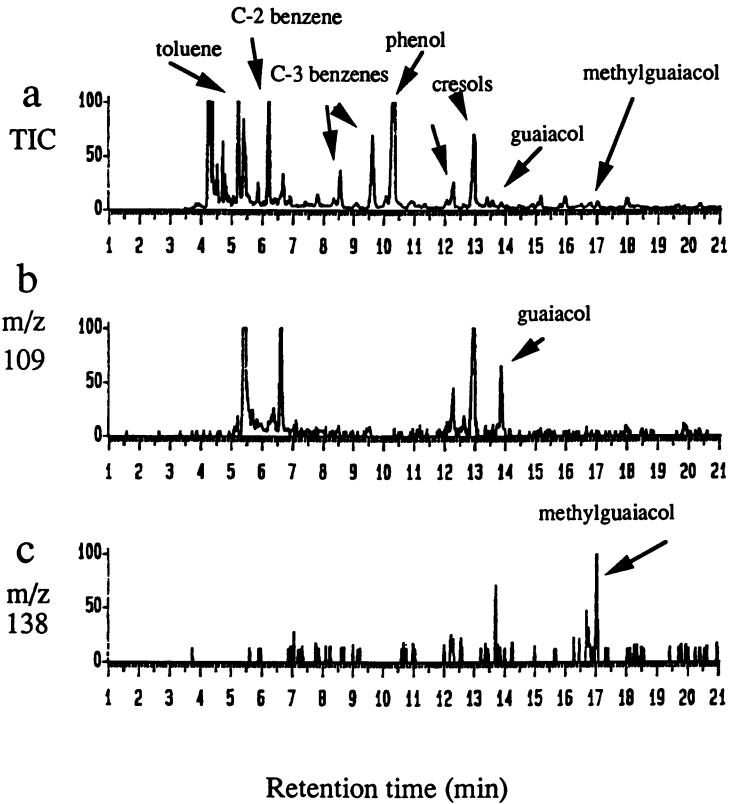 C-2 benzene
toluene
phenol
C-3 benzenes
methylguaiacol
cresols
guaiacol
a
TIC
100
50
0
1 2 3 4 5 6 7 8 9 10 11 12 13 14 15 16 17 18 19 20 21
b
m/z
109
guaiacol
100
50
0
1 2 3 4 5 6 7 8 9 10 11 12 13 14 15 16 17 18 19 20 21
methylguaiacol
c
m/z
138
100
50
0
1 2 3 4 5 6 7 8 9 10 11 12 13 14 15 16 17 18 19 20 21
Retention time (min)